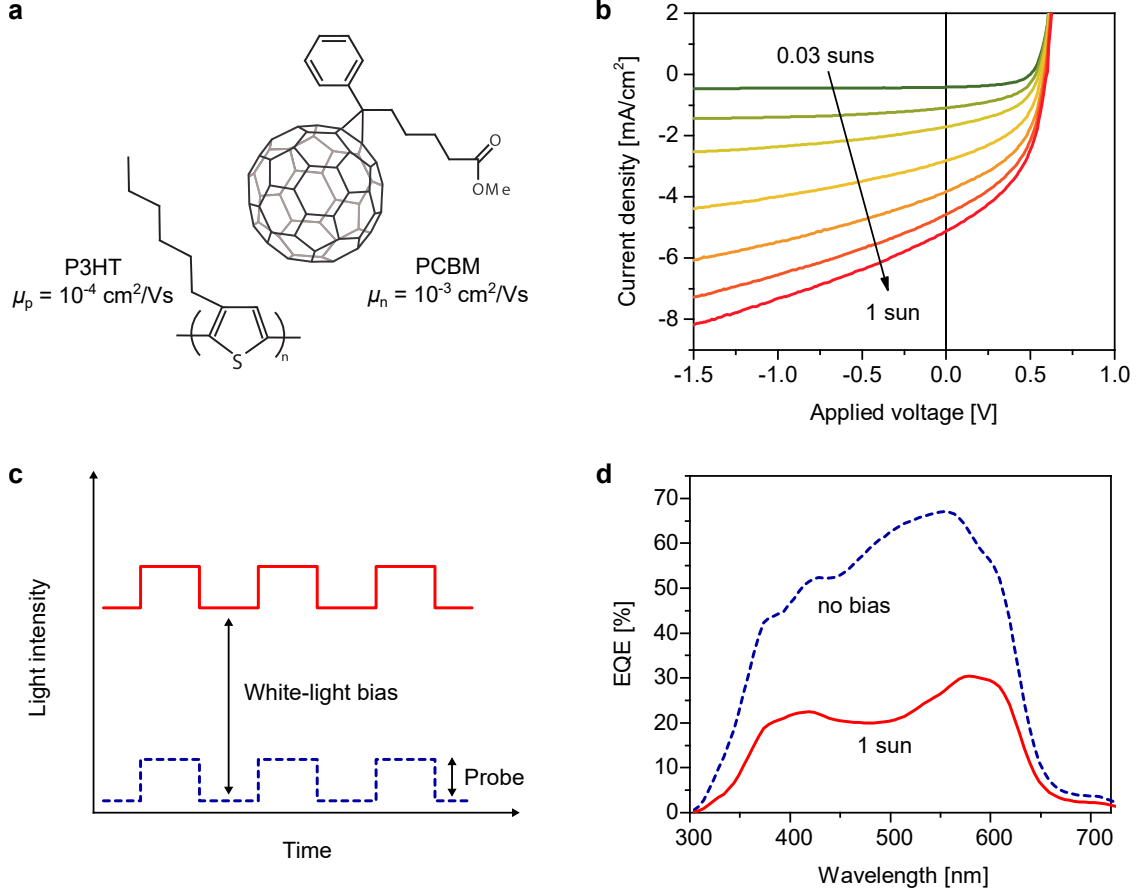 a
O
OMe
P3HT
μp = 10-4 cm2/Vs
PCBM
μn = 10-3 cm2/Vs
S
n
b
2
0
-2
-4
-6
-8
Current density [mA/cm2]
0.03 suns
1 sun
-1.5
-1.0
-0.5
0.0
0.5
1.0
Applied voltage [V]
c
Light intensity
White-light bias
Probe
Time
d
70
60
50
40
30
20
10
0
EQE [%]
no bias
1 sun
300
400
500
600
700
Wavelength [nm]